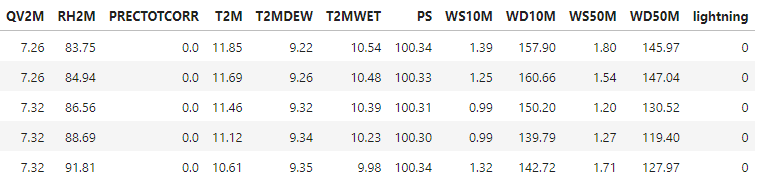 QV2M RH2M PRECTOTCORR T2M T2MDEW T2MWET PS WS10M WD10M WS50M WD50M lightning
7.26 83.75 0.0 11.85 9.22 10.54 100.34 1.39 157.90 1.80 145.97 0
7.26 84.94 0.0 11.69 9.26 10.48 100.33 1.25 160.66 1.54 147.04 0
7.32 86.56 0.0 11.46 9.32 10.39 100.31 0.99 150.20 1.20 130.52 0
7.32 88.69 0.0 11.12 9.34 10.23 100.30 0.99 139.79 1.27 119.40 0
7.32 91.81 0.0 10.61 9.35 9.98 100.34 1.32 142.72 1.71 127.97 0